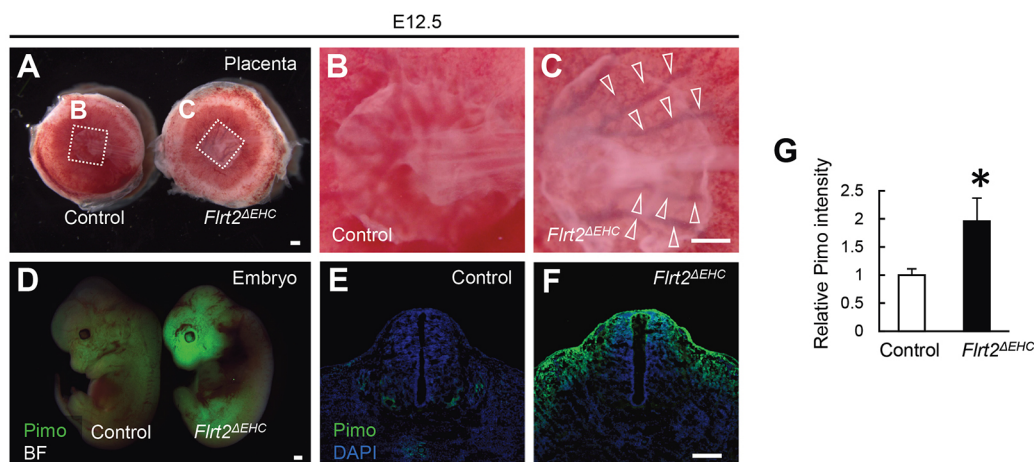 E12.5
A
Placenta
B
C
Control
Flrt2ΔEHC
B
Control
C
Flrt2ΔEHC
D
Embryo
Pimo
BF
Control
Flrt2ΔEHC
E
Control
Pimo
DAPI
F
Flrt2ΔEHC
G
Relative Pimo intensity
2.5
2
1.5
1
0.5
0
*
Control
Flrt2ΔEHC